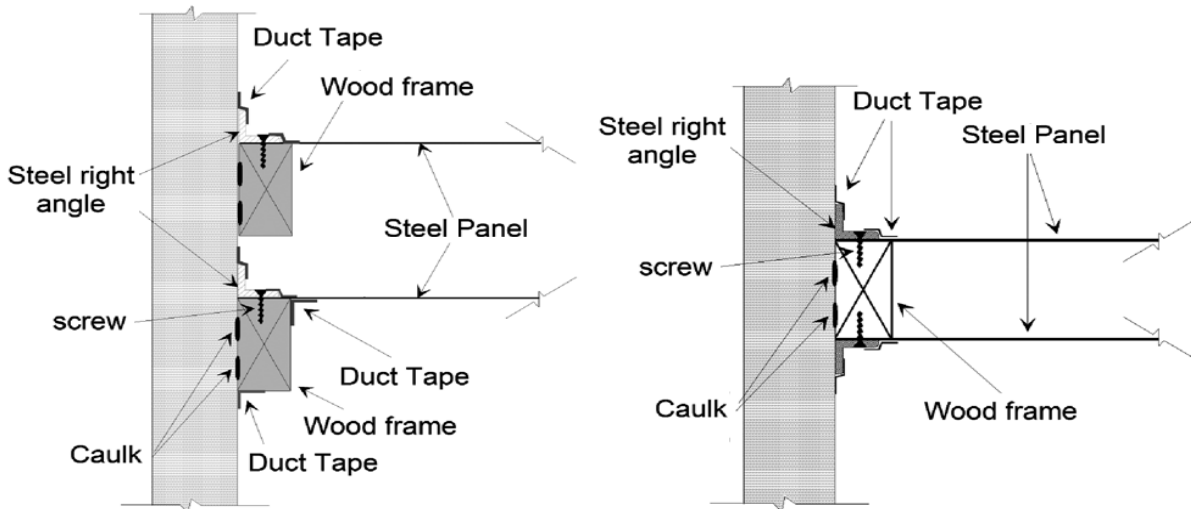 Duct Tape
Wood frame
Steel right
angle
Steel Panel
screw
Duct Tape
Wood frame
Caulk
Duct Tape
Duct Tape
Steel right
angle
Steel Panel
screw
Caulk
Wood frame